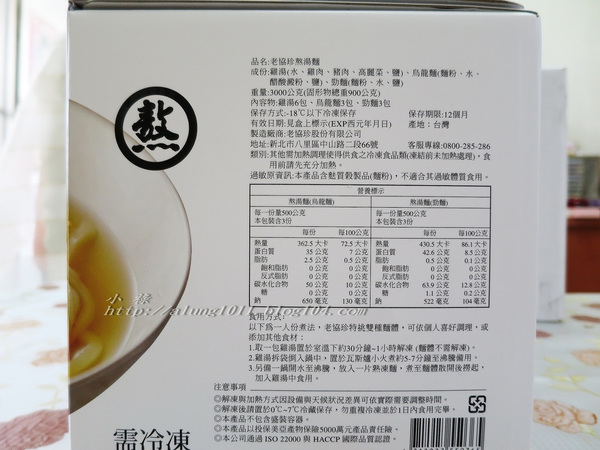 品名:老協珍熬湯麵
成份:雞湯(水、雞肉、豬肉、高麗菜、鹽)、烏龍麵(麵粉、水、
醋酸澱粉、鹽)、勁麵(麵粉、水、鹽)
重量:3000公克(固形物總重900公克)
內容物:雞湯6包、烏龍麵3包、勁麵3包
保存方式:-18℃以下冷凍保存 保存期限:12個月
有效日期:見盒上標示(EXP西元年月日) 產地:台灣
製造廠商:老協珍股份有限公司
地址:新北市八里區中山路二段66號 客服專線:0800-285-286
類別:其他需加熱調理使得供食之冷凍食品類(凍結前未加熱處理),食
用前請先充分加熱。
過敏原資訊:本產品含麩質穀製品(麵粉),不適合其過敏體質食用。
熬
營養標示
熬湯麵(烏龍麵) 熬湯麵(勁麵)
每一份量500公克 每一份量500公克
本包裝含3份 本包裝含3份
每份 每100公克 每份 每100公克
熱量 362.5 大卡 72.5 大卡 熱量 430.5 大卡 86.1 大卡
蛋白質 35 公克 7 公克 蛋白質 42.6 公克 8.5 公克
脂肪 2.5 公克 0.5 公克 脂肪 0.5 公克 0.1 公克
飽和脂肪 0 公克 0 公克 飽和脂肪 0 公克 0 公克
反式脂肪 0 公克 0 公克 反式脂肪 0 公克 0 公克
碳水化合物 50 公克 10 公克 碳水化合物 63.9 公克 12.8 公克
糖 0 公克 0 公克 糖 1.1 公克 0.2 公克
鈉 650 毫克 130 毫克 鈉 522 毫克 104 毫克
小絲
http://alung1011.blog104.com/
食用方式:
以下為一人份煮法,老協珍特挑雙種麵體,可依個人喜好調理,或
添加其他食材:
1.取一包雞湯置於室溫下約30分鐘~1小時解凍 (麵體不需解凍)。
2.雞湯拆袋倒入鍋中,置於瓦斯爐小火煮約5-7分鐘至沸騰備用。
3.另備一鍋開水至沸騰,放入一片熟凍麵,煮至麵體散開後撈起,
加入雞湯中食用。
注意事項
◎解凍與加熱方式因設備與天候狀況差異可依實際需要調整時間。
◎解凍後請置於0℃~7℃冷藏保存,勿重複冷凍並於1日內食用完畢。
◎本產品不包含盛裝容器。
◎本產品以投保美亞產物保險5000萬元產品責任險。
◎本公司通過 ISO 22000 與 HACCP 國際品質認證。
需冷凍